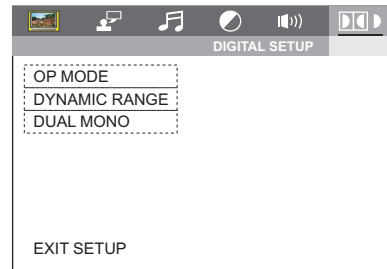 DIGITAL SETUP
OP MODE
DYNAMIC RANGE
DUAL MONO
EXIT SETUP